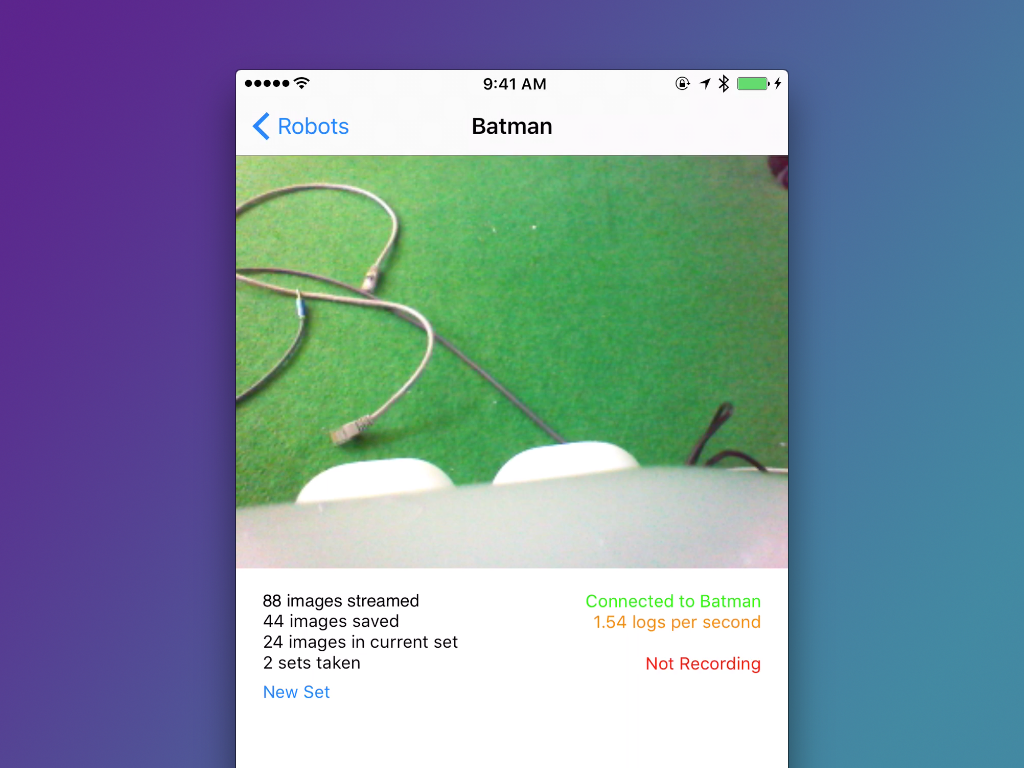 9:41 AM
Robots
Batman
88 images streamed
44 images saved
24 images in current set
2 sets taken
New Set
Connected to Batman
1.54 logs per second
Not Recording